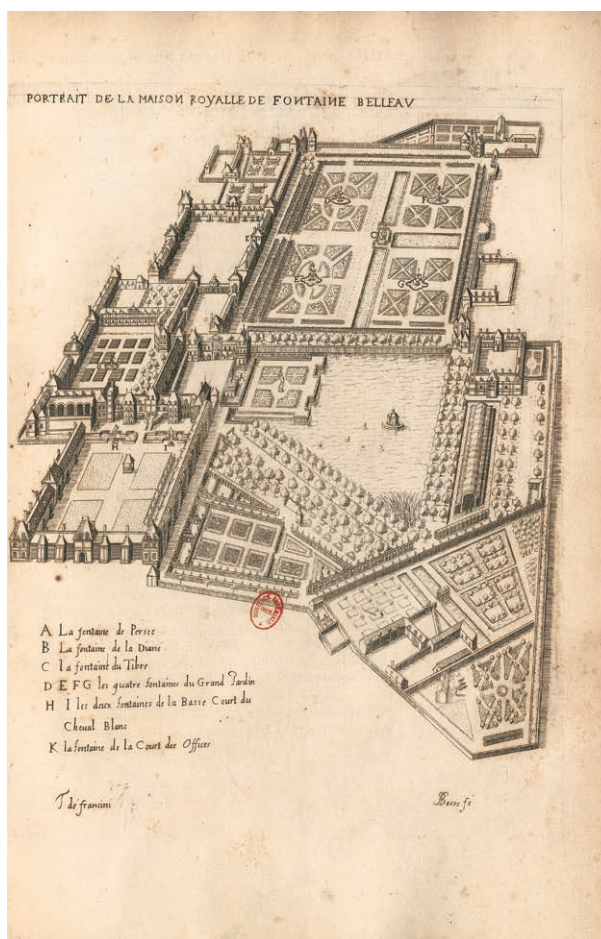 PORTRAIT DE LA MAISON ROYALLE DE FONTAINE BELLEAV
H I
A La fontaine de Persee
B La fontaine de la Diane
C la fontaine du Tibre
D E F G les quatre fontaines du Grand Jardin
H I les deux fontaines de la Basse Court du
Cheual Blanc
K la fontaine de la Court des Offices
T de francini
Bosse fe